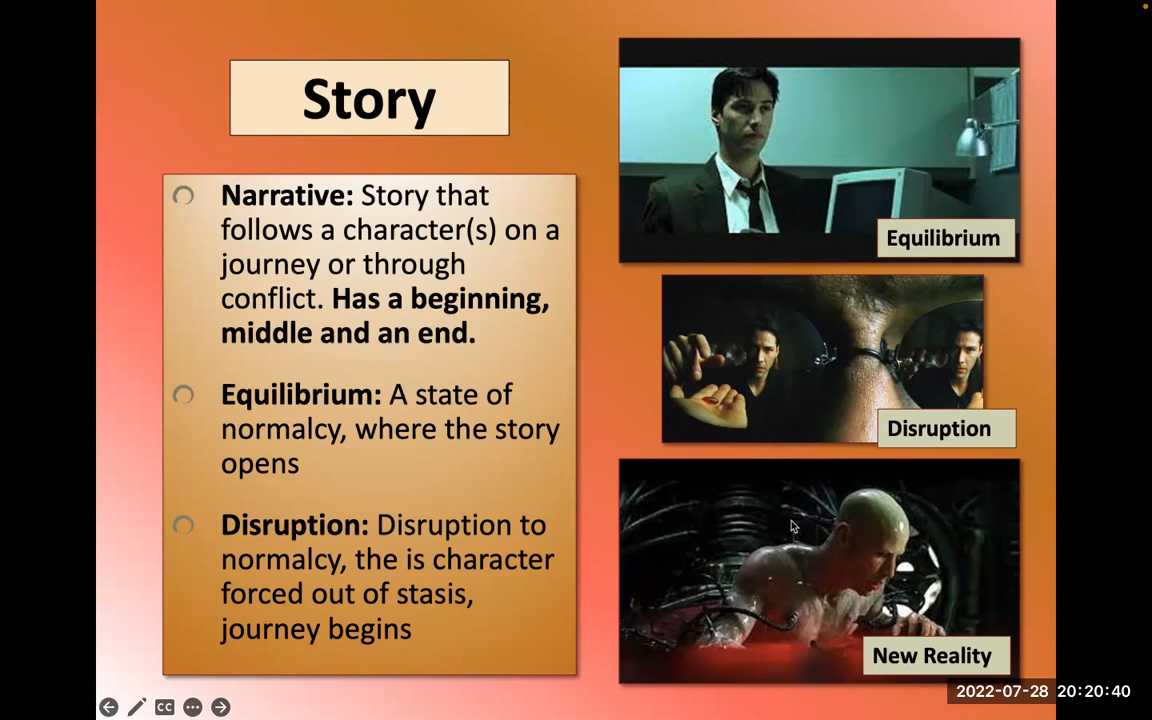 Story
Narrative: Story that
follows a character(s) on a
journey or through
conflict. Has a beginning,
middle and an end.
Equilibrium: A state of
normalcy, where the story
opens
Disruption: Disruption to
normalcy, the is character
forced out of stasis,
journey begins
Equilibrium
Disruption
New Reality
CC
2022-07-28 20:20:40